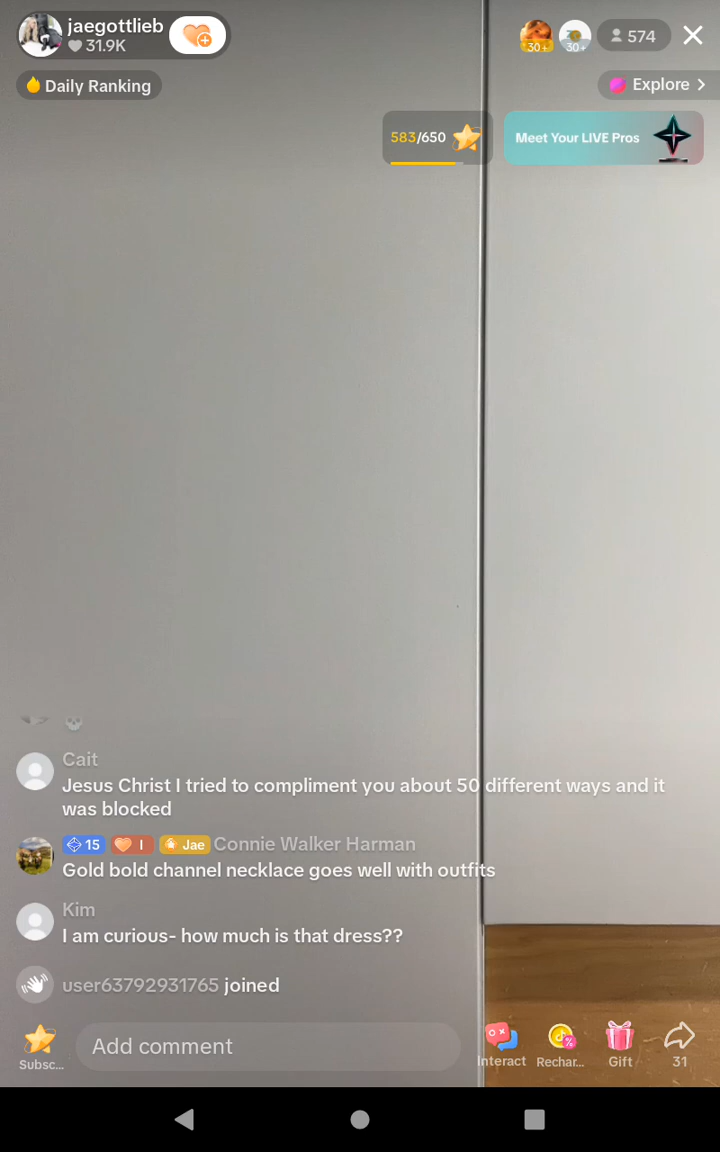 jaegottlieb
31.9K
30+
30+
574
Daily Ranking
Explore
583/650
Meet Your LIVE Pros
Cait
Jesus Christ I tried to compliment you about 50 different ways and it
was blocked
15 I Jae Connie Walker Harman
Gold bold channel necklace goes well with outfits
Kim
I am curious- how much is that dress??
user63792931765 joined
Subsc...
Add comment
Interact
Rechar...
Gift
31